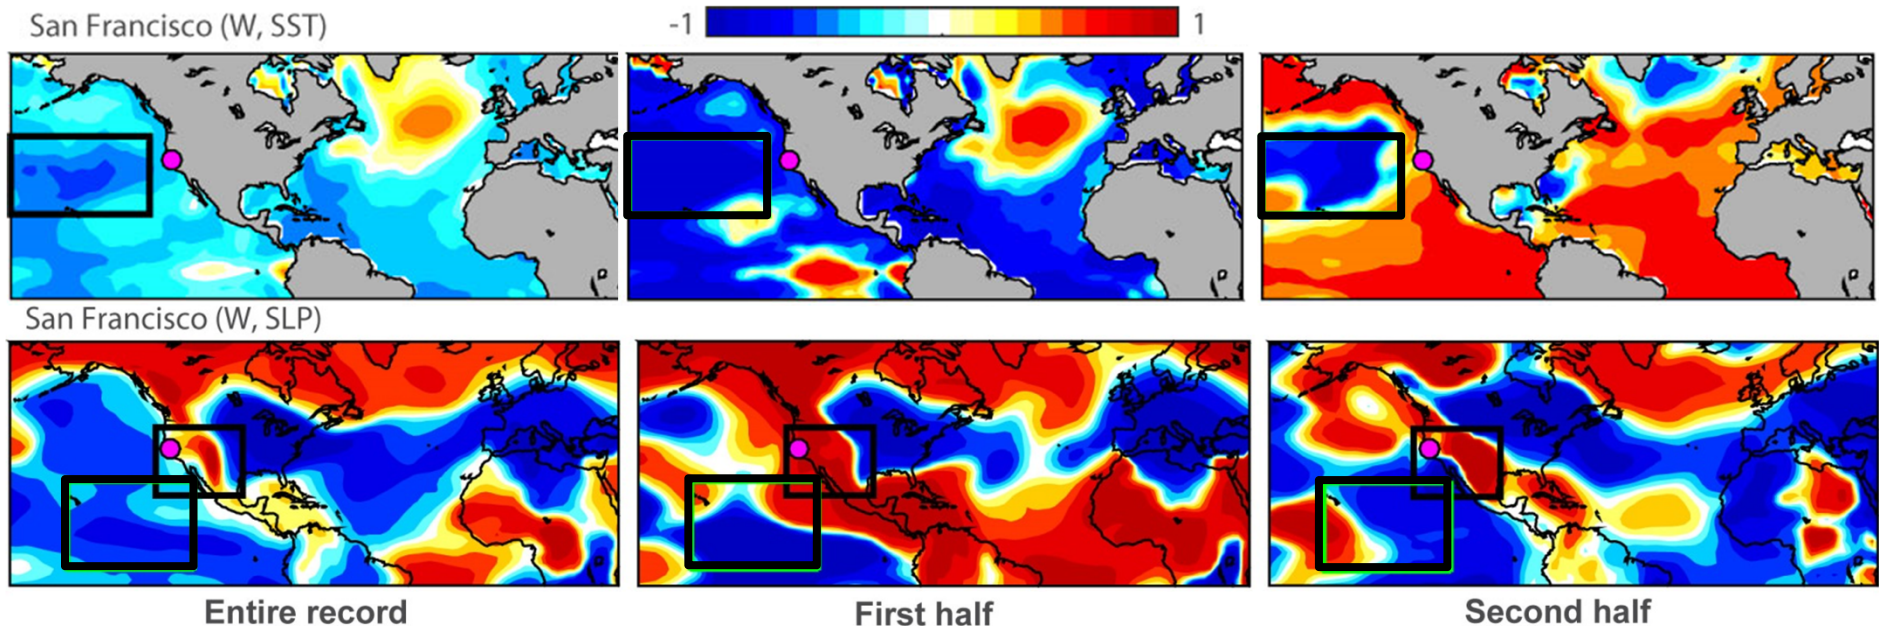 San Francisco (W, SST)
-1 1
San Francisco (W, SLP)
Entire record First half Second half